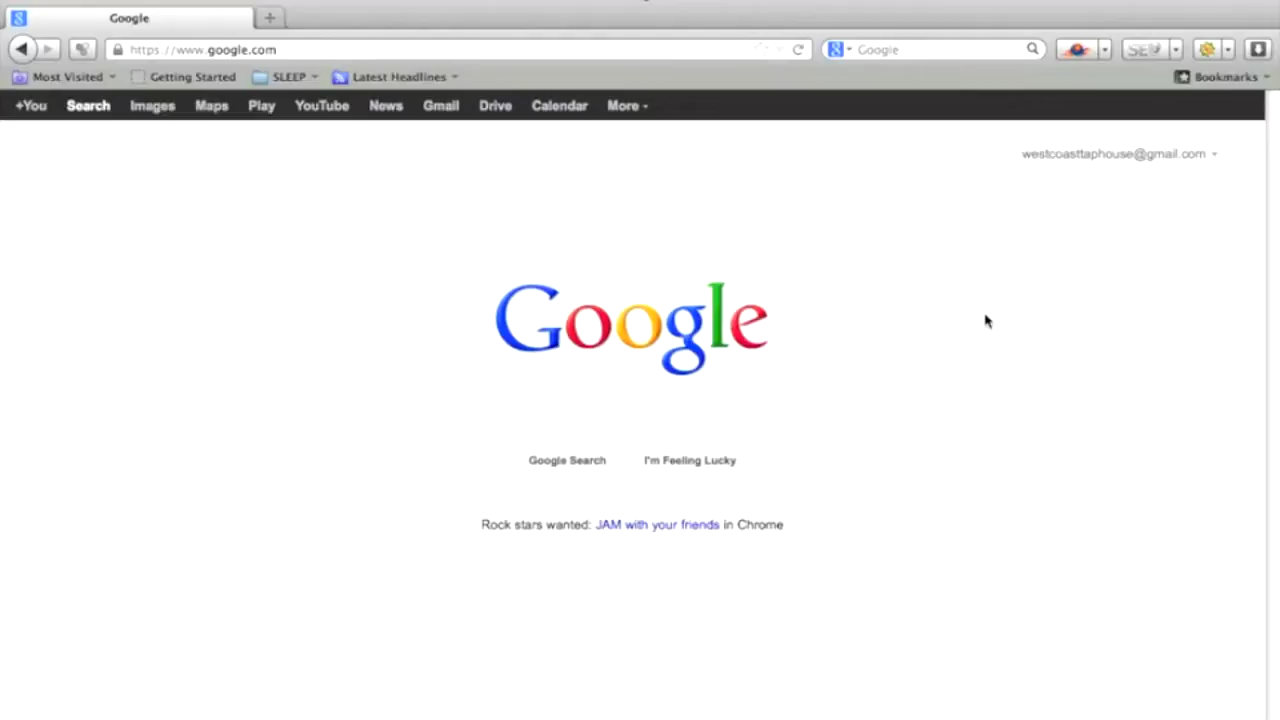 Google
https://www.google.com
Google
Most Visited
Getting Started
SLEEP
Latest Headlines
Bookmarks
+You
Search
Images
Maps
Play
YouTube
News
Gmail
Drive
Calendar
More
westcoasttaphouse@gmail.com
Google
Google Search
I'm Feeling Lucky
Rock stars wanted: JAM with your friends in Chrome